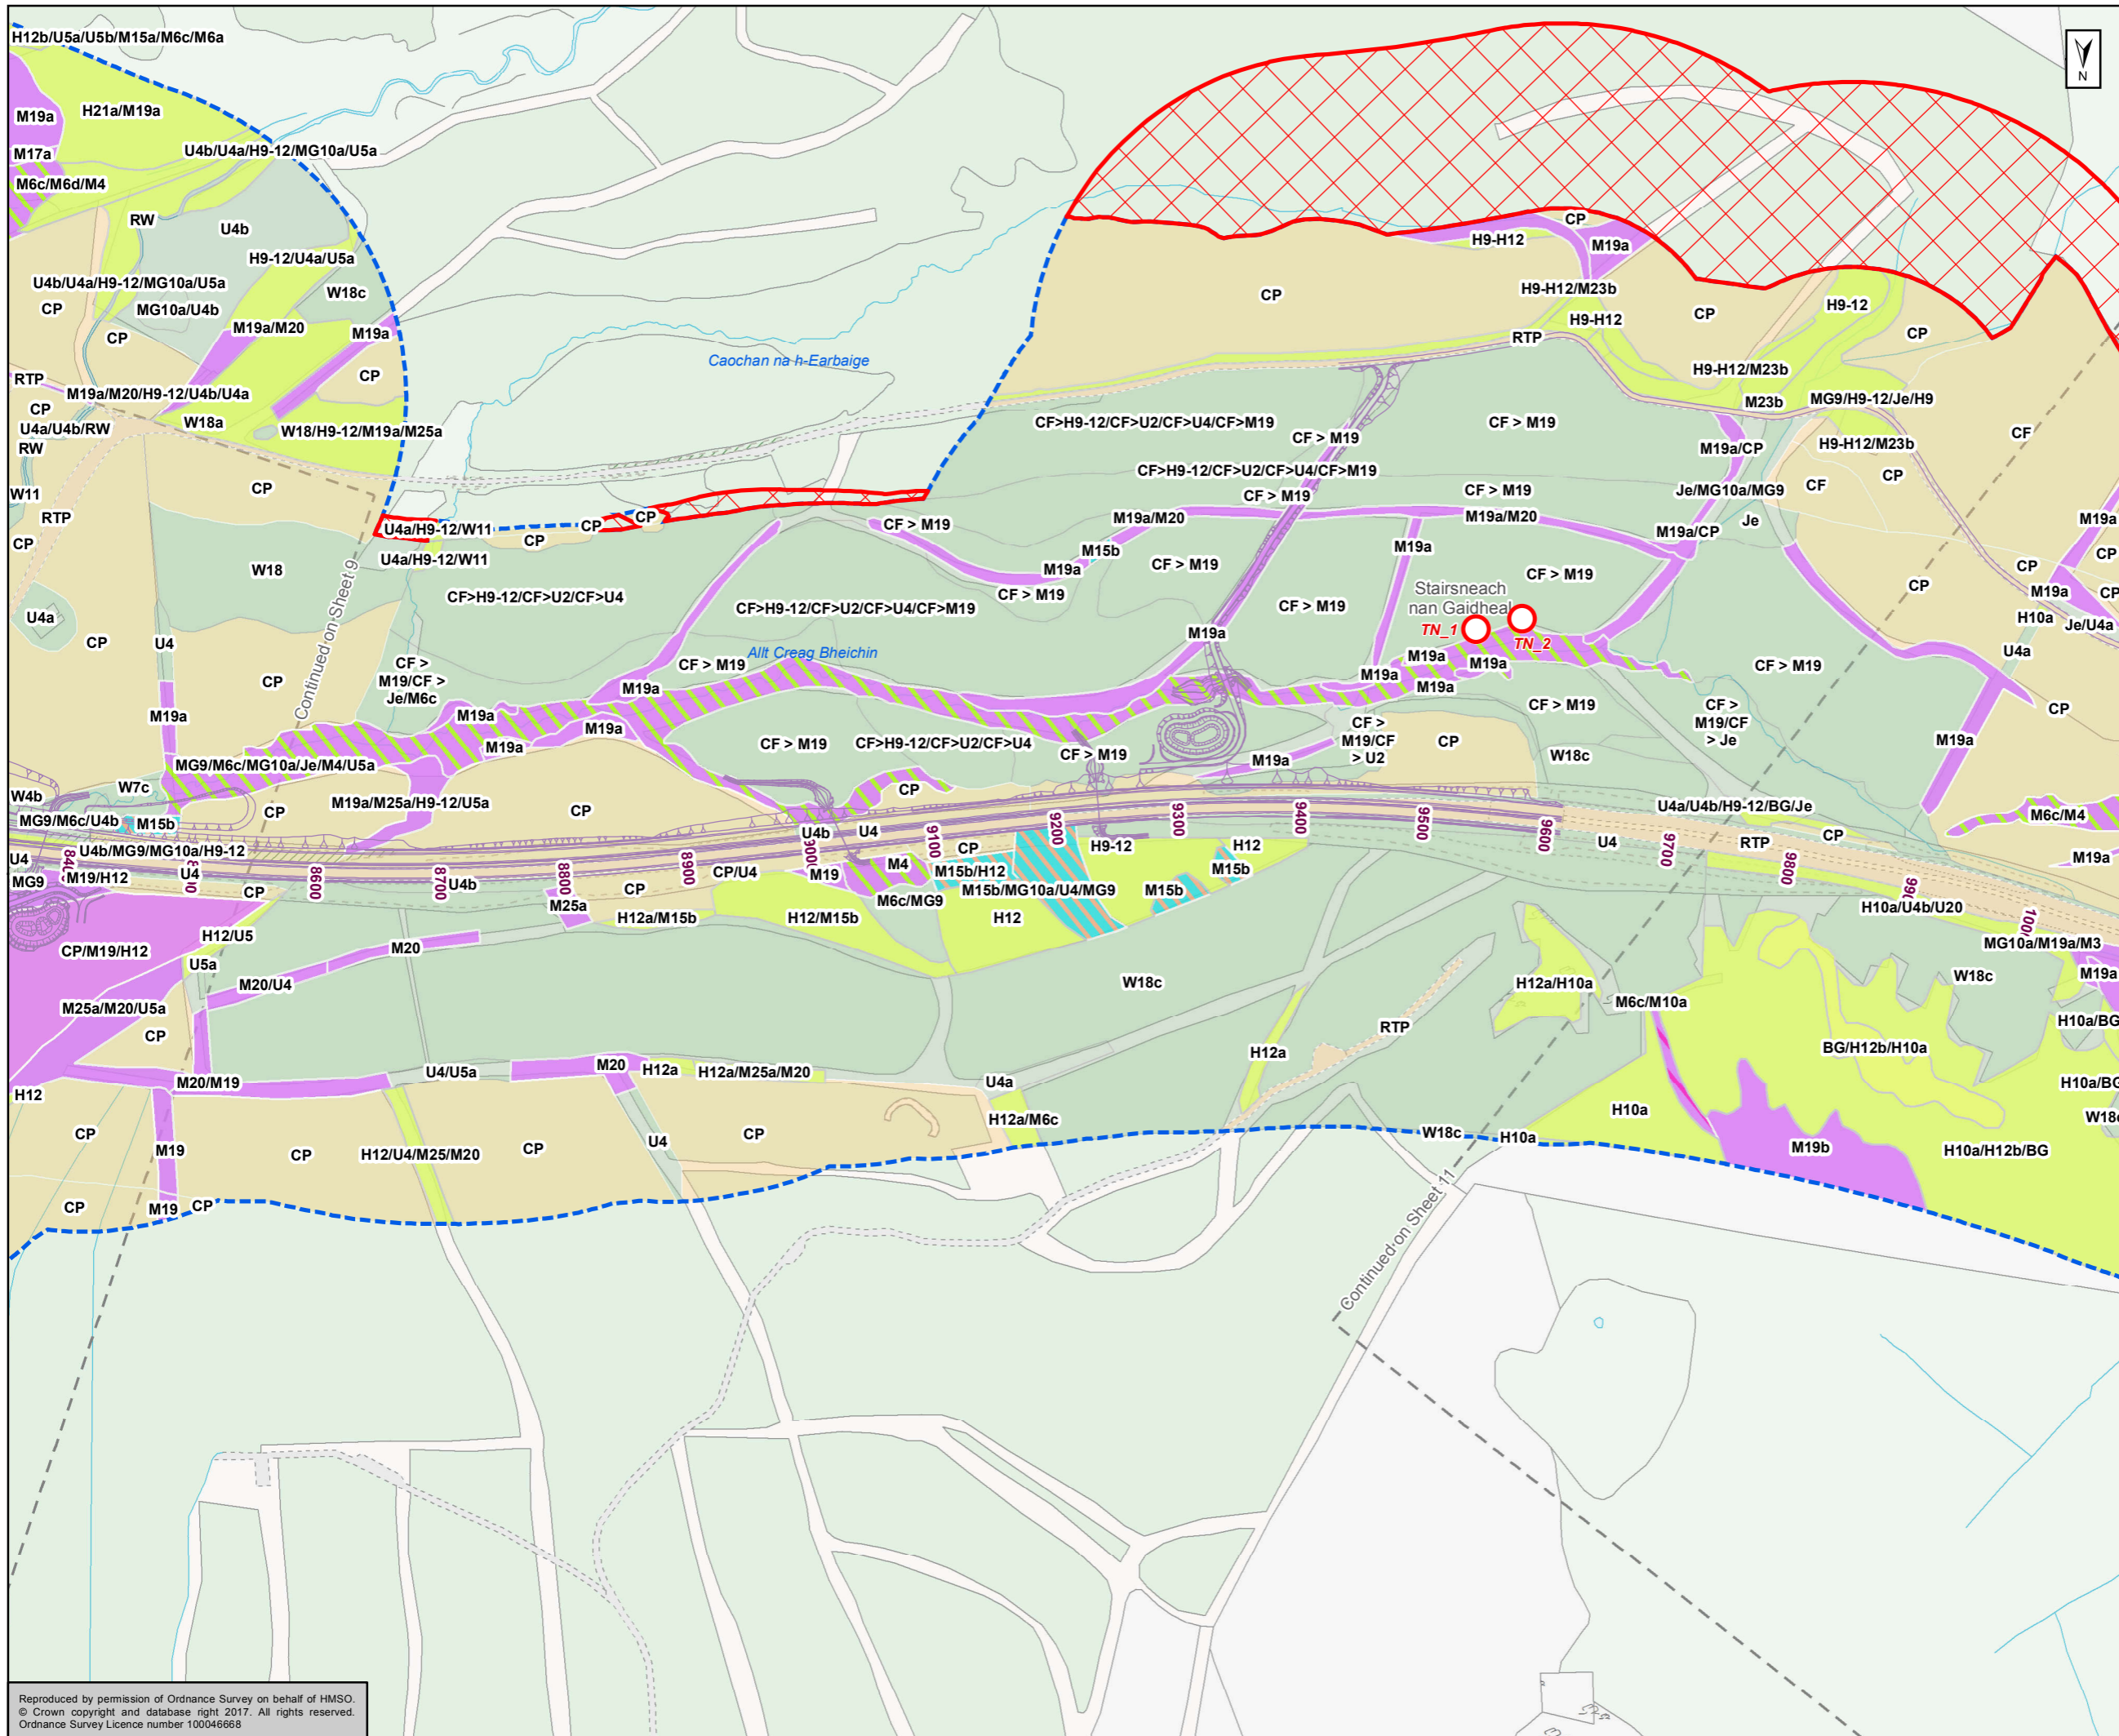 H12b/U5a/U5b/M15a/M6c/M6a
N
M19a
H21a/M19a
M17a
U4b/U4a/H9-12/MG10a/U5a
M6c/M6d/M4
RW
U4b
CP
H9-H12
M19a
H9-12/U4a/U5a
U4b/U4a/H9-12/MG10a/U5a
W18c
CP
H9-H12/M23b
H9-12
CP
MG10a/U4b
M19a/M20
M19a
H9-H12
CP
CP
CP
RTP
Caochan na h-Earbaige
RTP
CP
H9-H12/M23b
M19a/M20/H9-12/U4b/U4a
M23b
MG9/H9-12/Je/H9
CP
U4a/U4b/RW
W18a
W18/H9-12/M19a/M25a
CF>H9-12/CF>U2/CF>U4/CF>M19
CF > M19
CF > M19
CF
RW
M19a/CP
H9-H12/M23b
CF>H9-12/CF>U2/CF>U4/CF>M19
CP
W11
CP
CF > M19
CF > M19
Je/MG10a/MG9
CF
RTP
U4a/H9-12/W11
CP
CP
CF > M19
M19a/M20
M19a/M20
Je
M19a
CP
CP
M19a/CP
U4a/H9-12/W11
M15b
M19a
CP
W18
M19a
CF > M19
CF > M19
CP
CP
CF>H9-12/CF>U2/CF>U4
CF > M19
Stairsneach
nan Gaidheal
M19a
CP
U4a
CF>H9-12/CF>U2/CF>U4/CF>M19
CF > M19
TN_1
TN_2
H10a
Je/U4a
CP
U4
M19a
Continued on Sheet 9
Allt Creag Bheichin
CF >
M19/CF >
Je/M6c
CF > M19
M19a
M19a
CF > M19
U4a
CP
M19a
M19a
M19a
M19a
M19a
M19a
M19a
CF > M19
CF >
M19/CF
> Je
CP
M19a
CF > M19
CF>H9-12/CF>U2/CF>U4
CF > M19
CF >
M19/CF
> U2
CP
W18c
M19a
MG9/M6c/MG10a/Je/M4/U5a
M19a
W7c
W4b
CP
M19a/M25a/H9-12/U5a
CP
CP
U4a/U4b/H9-12/BG/Je
M6c/M4
MG9/M6c/U4b
M15b
U4b
U4
9100
9200
9300
9400
9500
9600
U4
9700
RTP
CP
U4b/MG9/MG10a/H9-12
CP
H9-12
H12
M19a
U4
8600
8700
8800
8900
M4
9800
MG9
M19/H12
U4
CP
U4b
CP
CP/U4
M19
M15b/H12
M15b
M25a
M6c/MG9
M15b/MG10a/U4/MG9
M15b
H10a/U4b/U20
H12a/M15b
H12/M15b
H12
H12/U5
CP/M19/H12
M20
MG10a/M19a/M3
U5a
M20/U4
W18c
H12a/H10a
W18c
M19a
M25a/M20/U5a
M6c/M10a
CP
RTP
H10a/BG
H12a
BG/H12b/H10a
M20/M19
U4/U5a
M20
H12a
H12a/M25a/M20
U4a
H12
H10a/BG
H12a/M6c
H10a
CP
CP
W18c
M19
CP
H12/U4/M25/M20
CP
U4
W18c
H10a
M19b
H10a/H12b/BG
CP
M19
CP
Continued on Sheet 11
Reproduced by permission of Ordnance Survey on behalf of HMSO.
© Crown copyright and database right 2017. All rights reserved.
Ordnance Survey Licence number 100046668